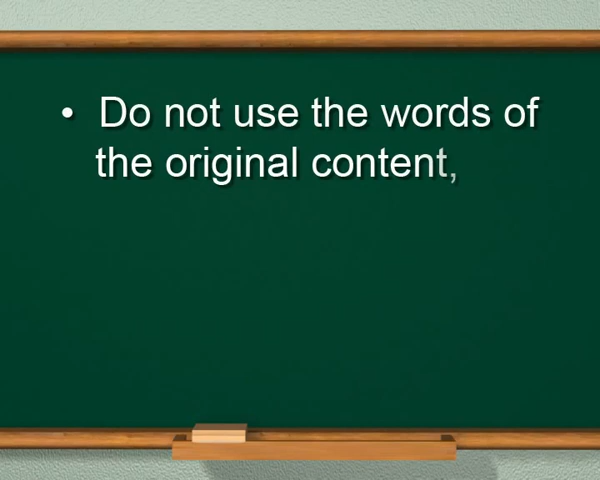 • Do not use the words of
the original content,